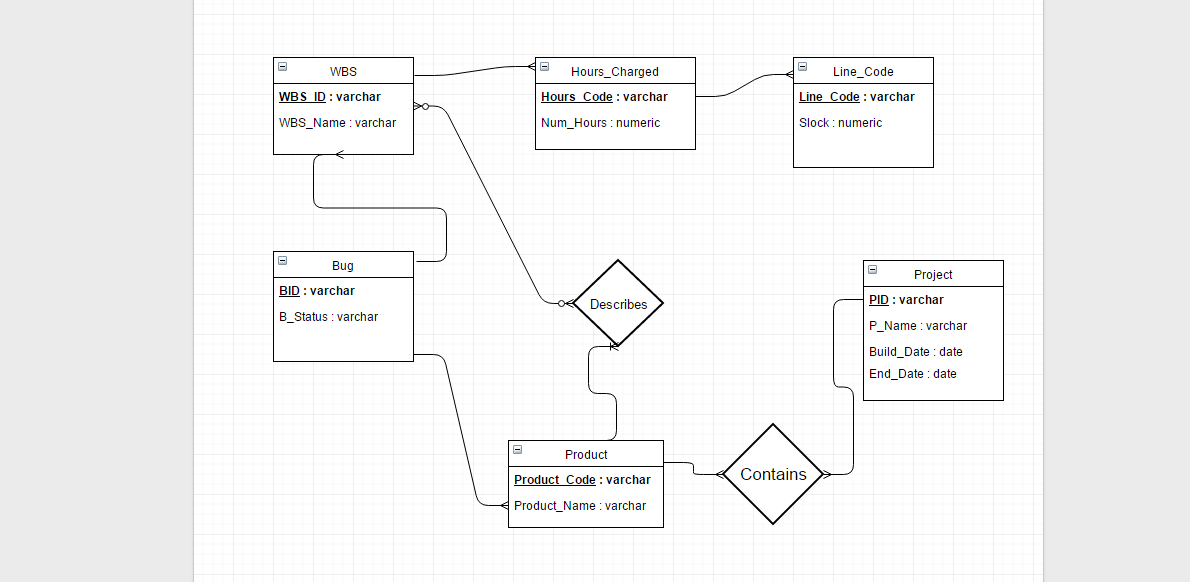 WBS
WBS_ID : varchar
WBS_Name : varchar
Hours_Charged
Hours_Code : varchar
Num_Hours : numeric
Line_Code
Line_Code : varchar
Slock : numeric
Bug
BID : varchar
B_Status : varchar
Describes
Project
PID : varchar
P_Name : varchar
Build_Date : date
End_Date : date
Product
Product_Code : varchar
Product_Name : varchar
Contains